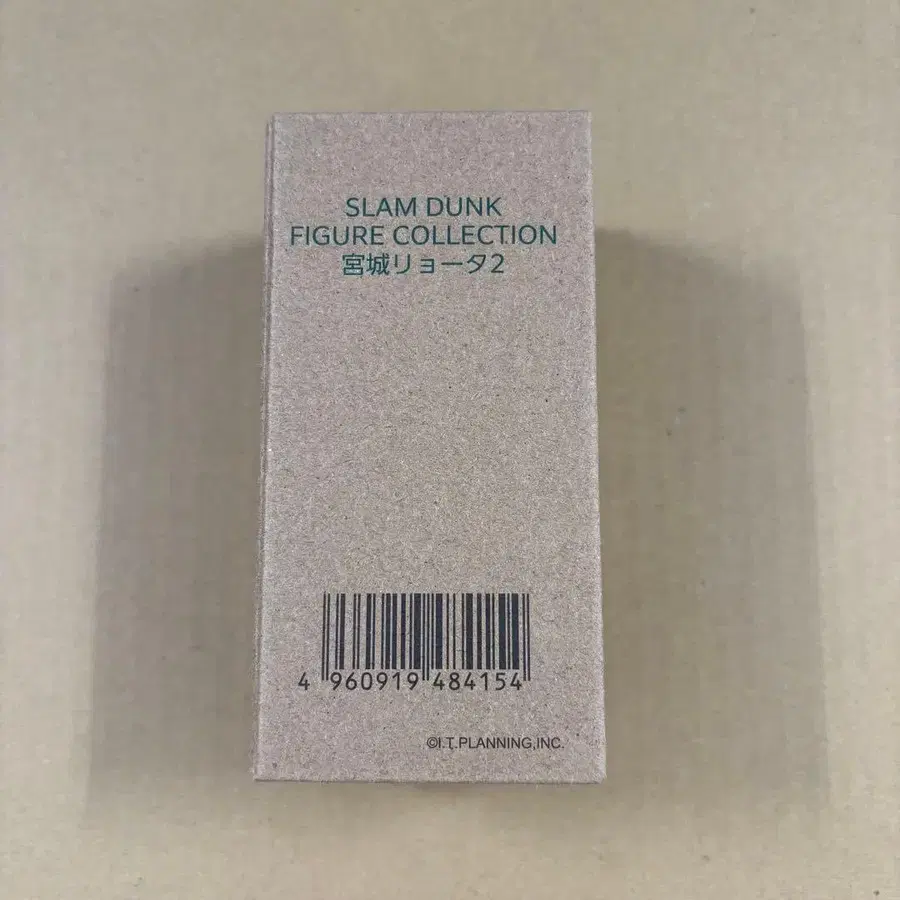 SLAM DUNK
FIGURE COLLECTION
宮城リョータ2
4 960919 484154
©I.T.PLANNING,INC.